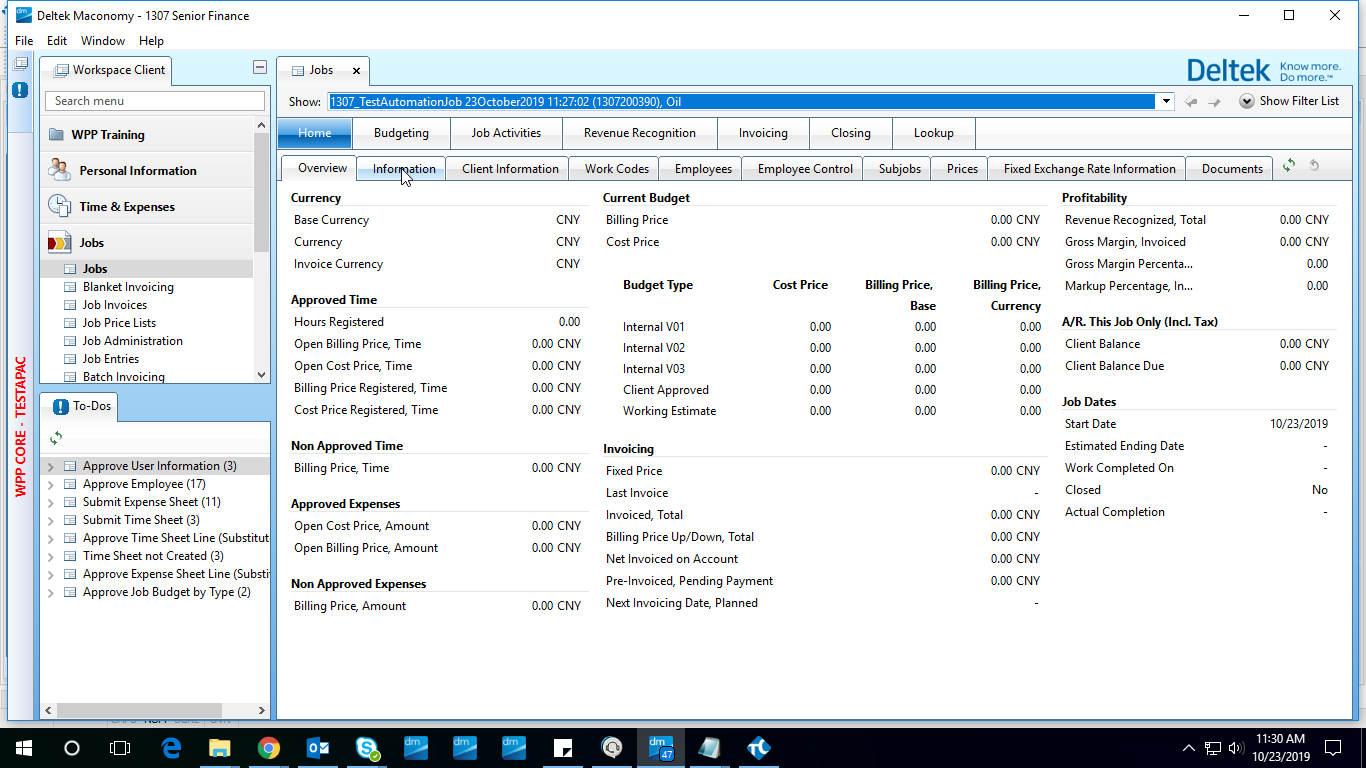 Deltek Maconomy - 1307 Senior Finance
File Edit Window Help
Workspace Client
Search menu
WPP Training
Personal Information
Time & Expenses
Jobs
Jobs
Blanket Invoicing
Job Invoices
Job Price Lists
Job Administration
Job Entries
Batch Invoicing
WPP CORE - TESTAPAC
To-Dos
Approve User Information (3)
Approve Employee (17)
Submit Expense Sheet (11)
Submit Time Sheet (3)
Approve Time Sheet Line (Substitut
Time Sheet not Created (3)
Approve Expense Sheet Line (Substi
Approve Job Budget by Type (2)
Jobs
Deltek Know more. Do more.™
Show: 1307_TestAutomationJob 23October2019 11:27:02 (1307200390), Oil
Show Filter List
Home Budgeting Job Activities Revenue Recognition Invoicing Closing Lookup
Overview Information Client Information Work Codes Employees Employee Control Subjobs Prices Fixed Exchange Rate Information Documents
Currency
Base Currency CNY
Currency CNY
Invoice Currency CNY
Approved Time
Hours Registered 0.00
Open Billing Price, Time 0.00 CNY
Open Cost Price, Time 0.00 CNY
Billing Price Registered, Time 0.00 CNY
Cost Price Registered, Time 0.00 CNY
Non Approved Time
Billing Price, Time 0.00 CNY
Approved Expenses
Open Cost Price, Amount 0.00 CNY
Open Billing Price, Amount 0.00 CNY
Non Approved Expenses
Billing Price, Amount 0.00 CNY
Current Budget
Billing Price 0.00 CNY
Cost Price 0.00 CNY
Budget Type Cost Price Billing Price, Billing Price,
Base Currency
Internal V01 0.00 0.00 0.00
Internal V02 0.00 0.00 0.00
Internal V03 0.00 0.00 0.00
Client Approved 0.00 0.00 0.00
Working Estimate 0.00 0.00 0.00
Invoicing
Fixed Price 0.00 CNY
Last Invoice -
Invoiced, Total 0.00 CNY
Billing Price Up/Down, Total 0.00 CNY
Net Invoiced on Account 0.00 CNY
Pre-Invoiced, Pending Payment 0.00 CNY
Next Invoicing Date, Planned -
Profitability
Revenue Recognized, Total 0.00 CNY
Gross Margin, Invoiced 0.00 CNY
Gross Margin Percenta... 0.00
Markup Percentage, In... 0.00
A/R. This Job Only (Incl. Tax)
Client Balance 0.00 CNY
Client Balance Due 0.00 CNY
Job Dates
Start Date 10/23/2019
Estimated Ending Date -
Work Completed On -
Closed No
Actual Completion -
dm dm dm dm dm 47
11:30 AM
10/23/2019